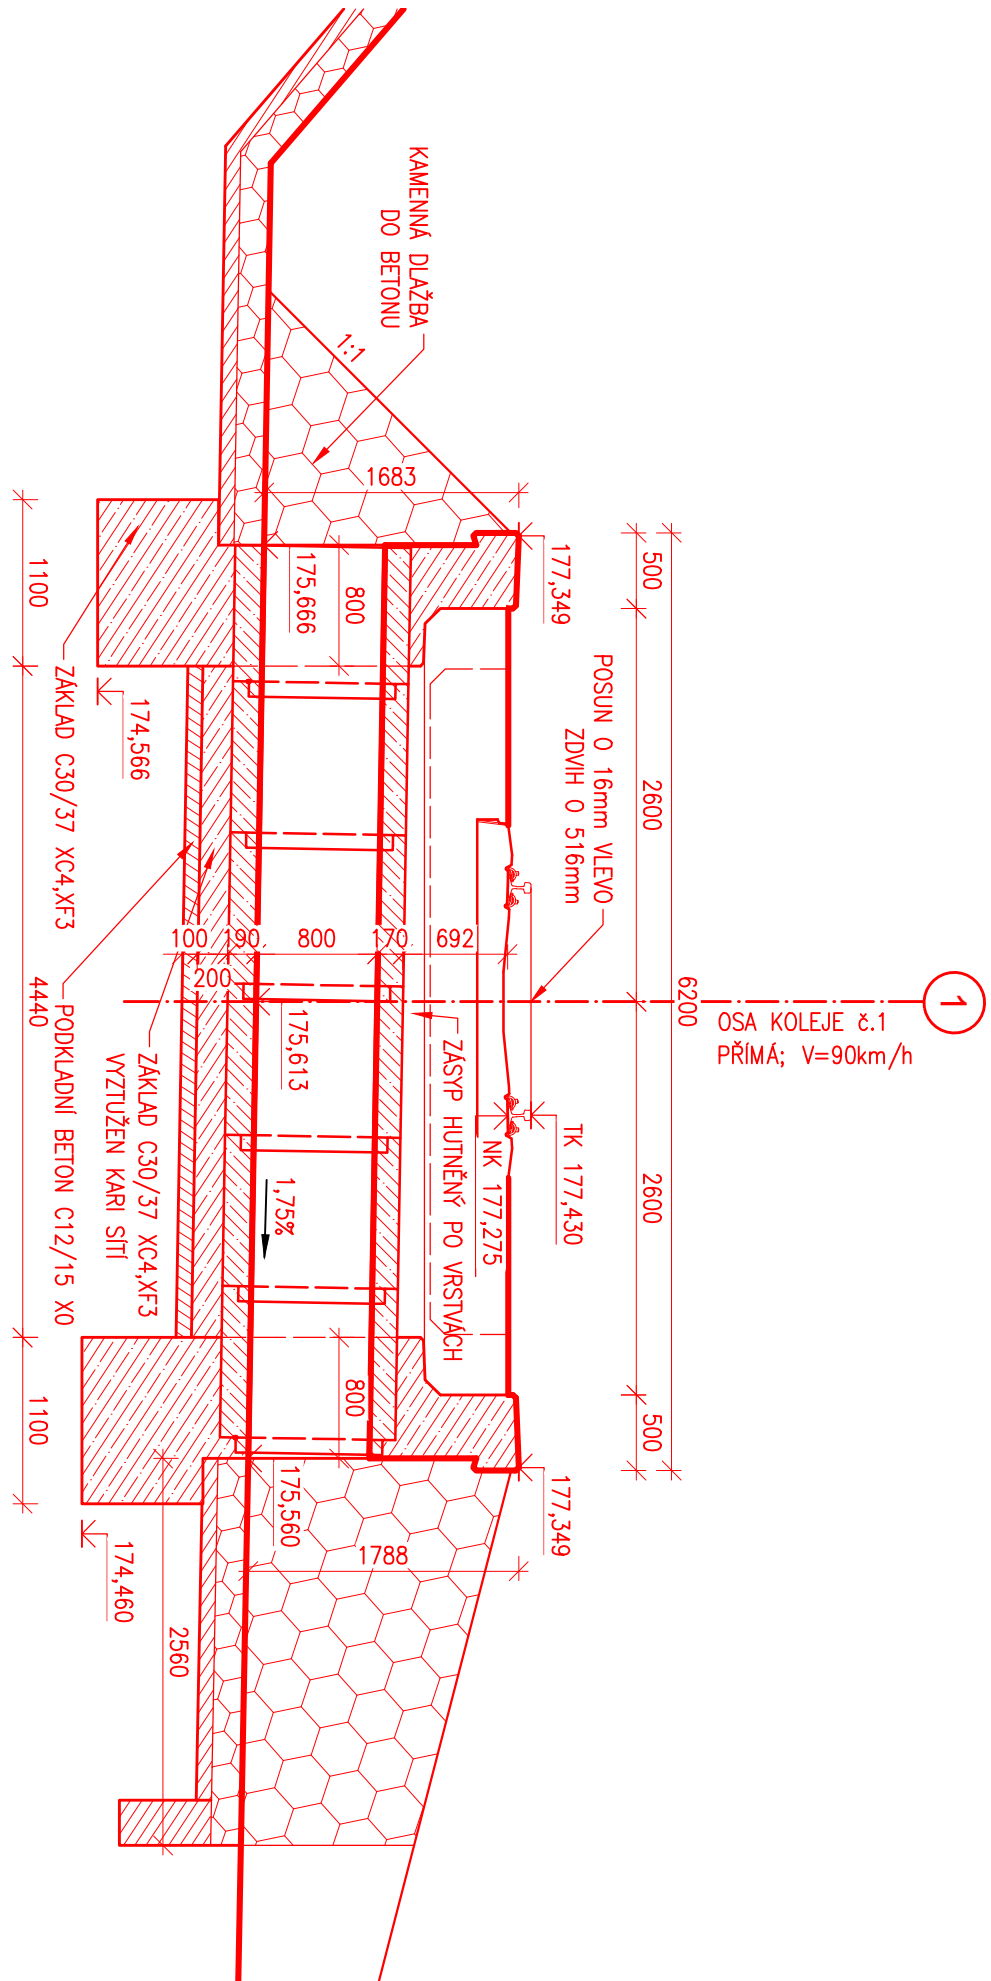 1
OSA KOLEJE č.1
PŘÍMÁ; V=90km/h
6200
500
2600
2600
500
POSUN O 16mm VLEVO
ZDVIH O 516mm
TK 177,430
NK 177,275
177,349
177,349
KAMENNÁ DLAŽBA
DO BETONU
1:1
1683
175,666
800
692
170
800
190
200
100
175,613
ZÁSYP HUTNĚNÝ PO VRSTVÁCH
1,75%
800
175,560
1788
174,566
174,460
2560
ZÁKLAD C30/37 XC4,XF3
VYZTUŽEN KARI SÍTÍ
ZÁKLAD C30/37 XC4,XF3
PODKLADNÍ BETON C12/15 X0
1100
4440
1100